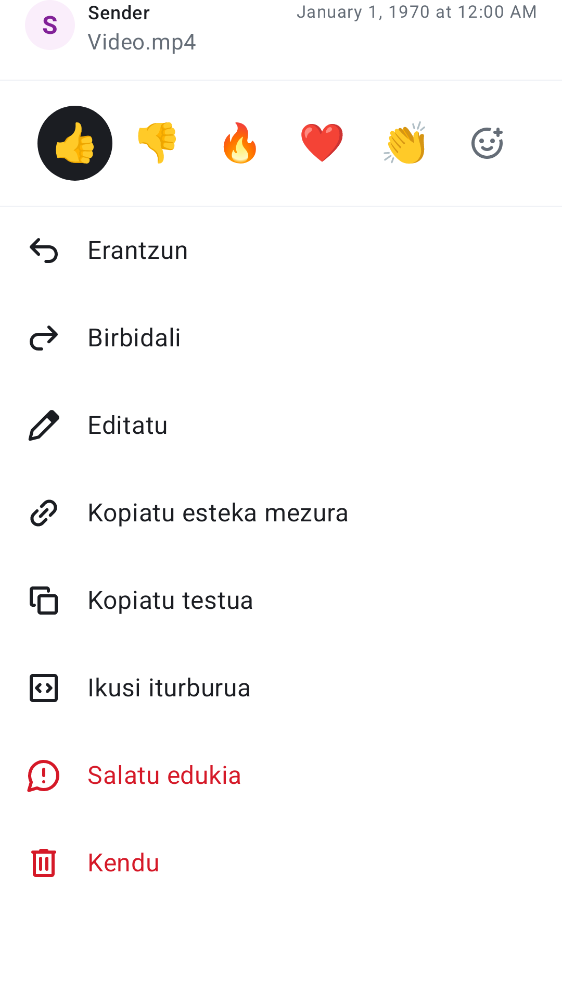 S
Sender
January 1, 1970 at 12:00 AM
Video.mp4
Erantzun
Birbidali
Editatu
Kopiatu esteka mezura
Kopiatu testua
Ikusi iturburua
Salatu edukia
Kendu